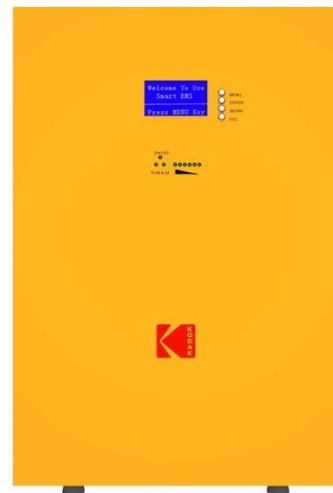 Welcome To Use
Smart BMS
Press MENU Key
MENU
ENTER
DOWN
ESC
ON/OFF
RUN ALM
KODAK